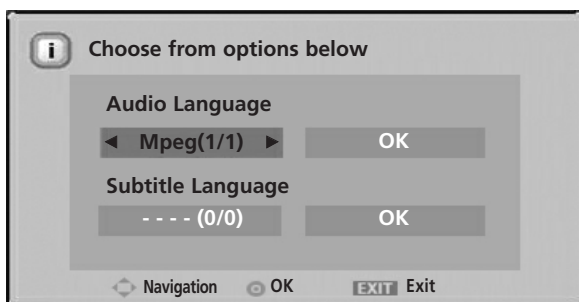 i Choose from options below
Audio Language
◄ Mpeg(1/1) ► OK
Subtitle Language
- - - - (0/0) OK
Navigation OK EXIT Exit